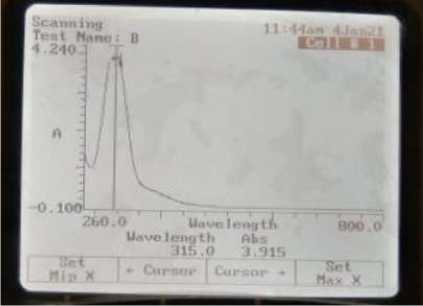 Scanning
11:44am 4Jan21
Test Name: B
Cell # 1
4.240
A
-0.100
260.0
Wavelength
800.0
Wavelength Abs
315.0 3.915
Set Min X
← Cursor
Cursor →
Set Max X